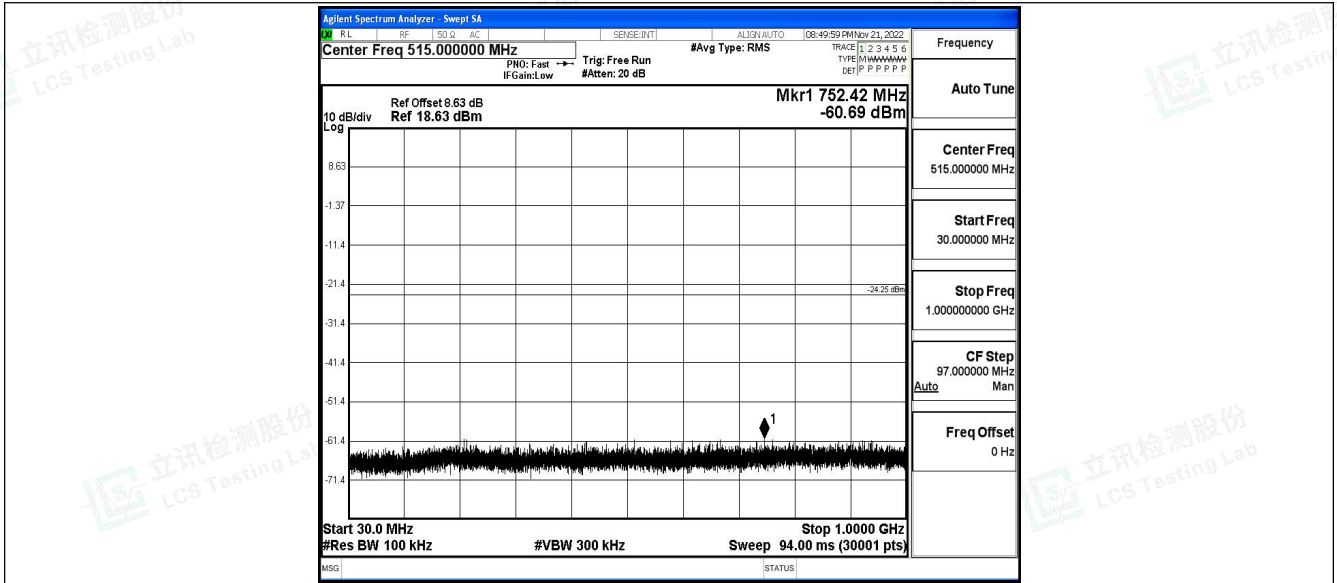 Agilent Spectrum Analyzer - Swept SA
LXI RL RF 50 Ω AC SENSE:INT ALIGN AUTO 08:49:59 PM Nov 21, 2022
Center Freq 515.000000 MHz
PNO: Fast
IFGain:Low
Trig: Free Run
#Atten: 20 dB
#Avg Type: RMS
TRACE 1 2 3 4 5 6
TYPE M WWWWW
DET P P P P P P
Mkr1 752.42 MHz
-60.69 dBm
Ref Offset 8.63 dB
10 dB/div Ref 18.63 dBm
Log
8.63
-1.37
-11.4
-21.4
-24.25 dBm
-31.4
-41.4
-51.4
1
-61.4
-71.4
Start 30.0 MHz Stop 1.0000 GHz
#Res BW 100 kHz #VBW 300 kHz Sweep 94.00 ms (30001 pts)
MSG STATUS
Frequency
Auto Tune
Center Freq
515.000000 MHz
Start Freq
30.000000 MHz
Stop Freq
1.000000000 GHz
CF Step
97.000000 MHz
Auto Man
Freq Offset
0 Hz
立讯检测股份
LCS Testing Lab
立讯检测股份
LCS Testing Lab
立讯检测股份
LCS Testing Lab
立讯检测股份
LCS Testing Lab